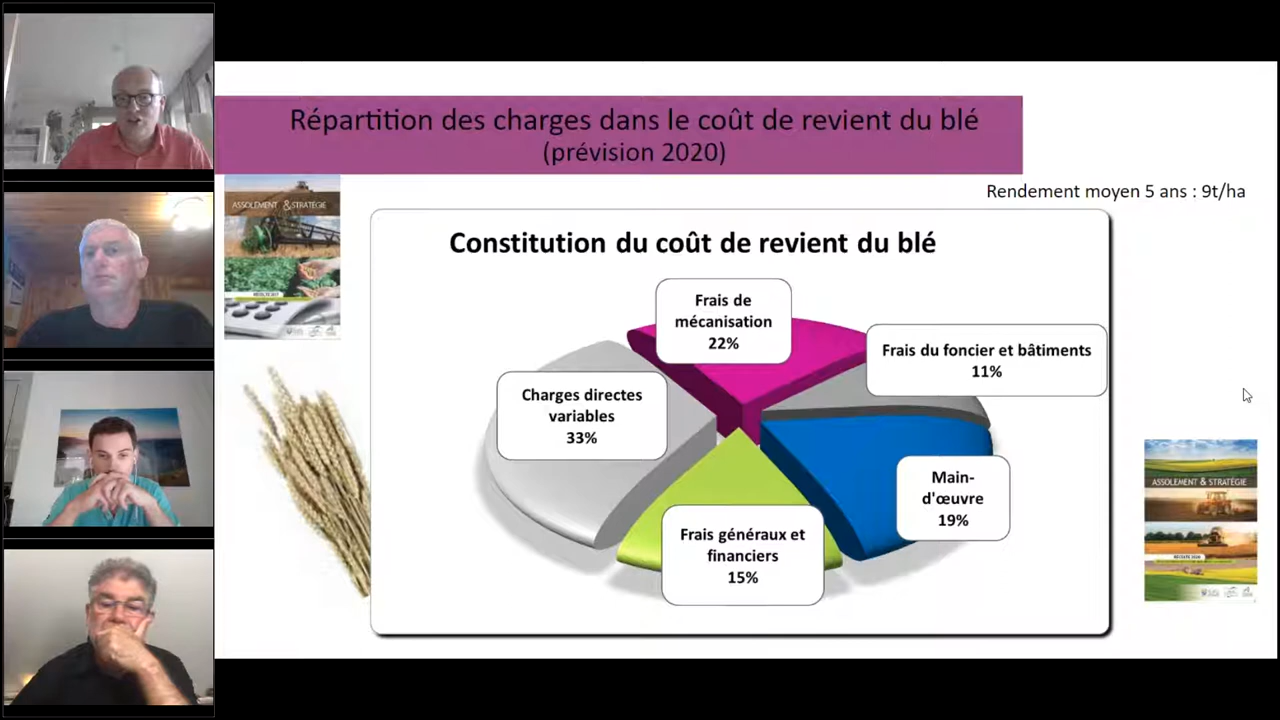 Répartition des charges dans le coût de revient du blé
(prévision 2020)
Rendement moyen 5 ans : 9t/ha
ASSOLEMENT & STRATÉGIE
Constitution du coût de revient du blé
Frais de
mécanisation
22%
Frais du foncier et bâtiments
11%
Charges directes
variables
33%
Main-
d'œuvre
19%
Frais généraux et
financiers
15%
ASSOLEMENT & STRATÉGIE